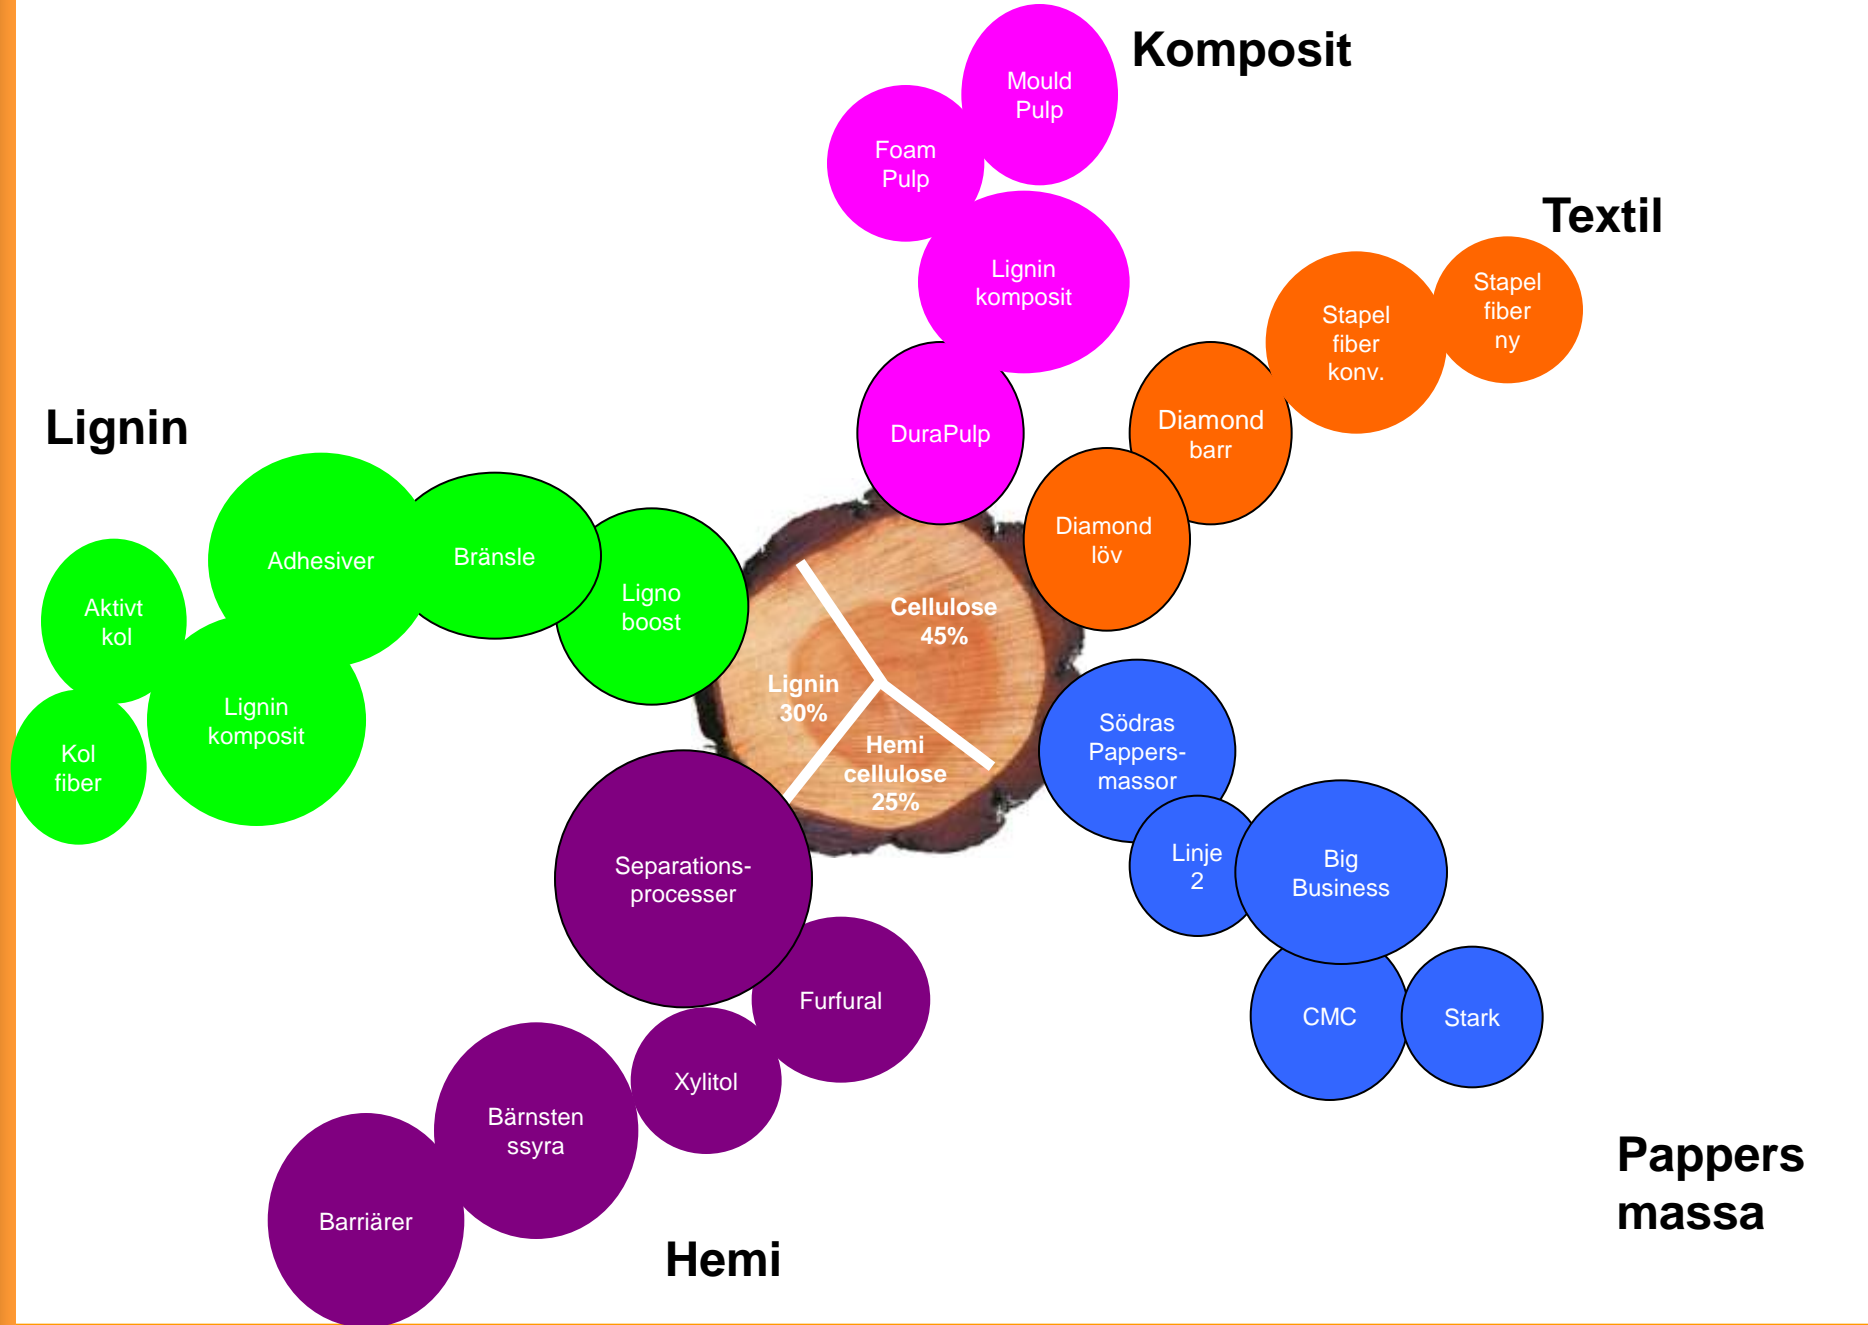 Komposit
Mould
Pulp
Foam
Pulp
Lignin
komposit
DuraPulp
Textil
Stapel
fiber
ny
Stapel
fiber
konv.
Diamond
barr
Diamond
löv
Lignin
Adhesiver
Bränsle
Ligno
boost
Aktivt
kol
Lignin
komposit
Kol
fiber
Cellulose
45%
Lignin
30%
Hemi
cellulose
25%
Södras
Pappers-
massor
Linje
2
Big
Business
CMC
Stark
Pappers
massa
Separations-
processer
Furfural
Xylitol
Bärnsten
ssyra
Barriärer
Hemi